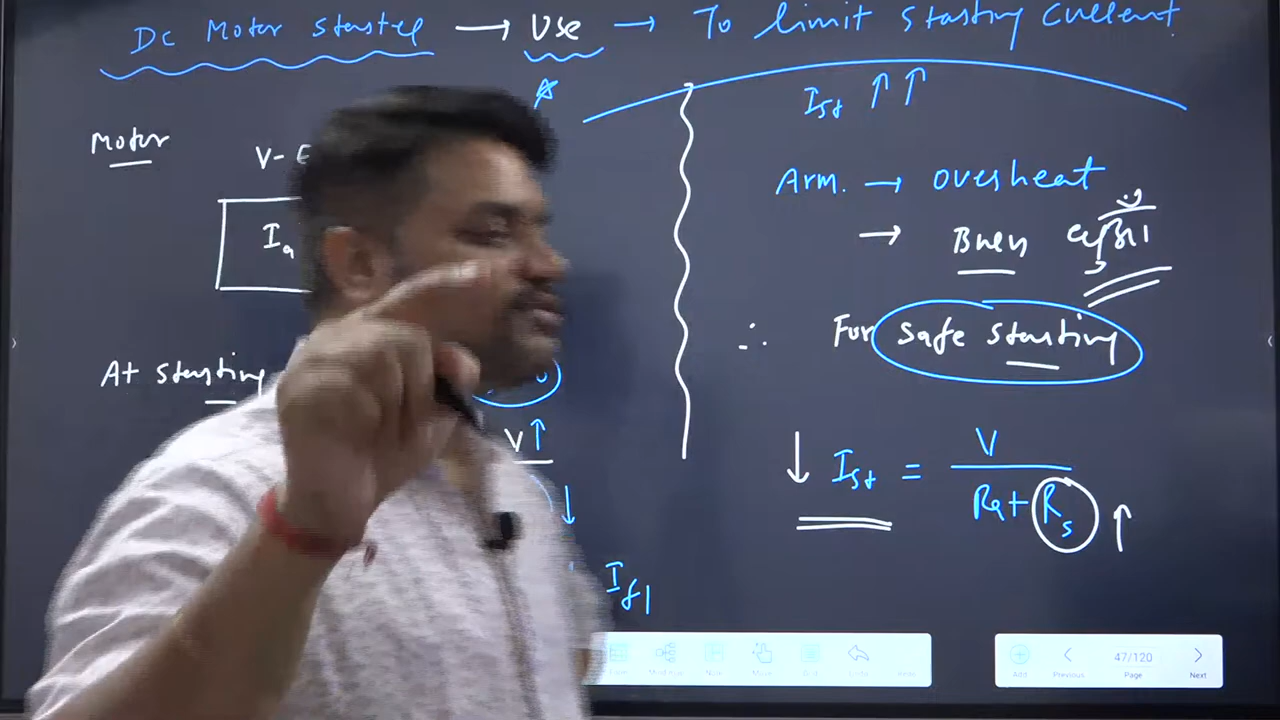 DC Motor Starter → Use → To limit starting current.
Motor
V- E
Ia
At starting
V ↑
↓
If1
Ist ↑ ↑
Arm. → overheat
→ Buen
∴ For safe starting
↓ Ist = V
Ra+ Rs ↑
Add
Previous
47/120
Page
Next